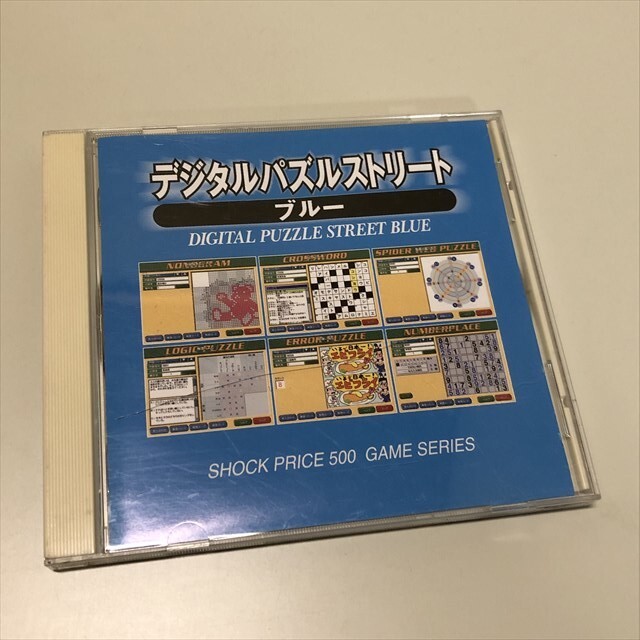 デジタルパズルストリート
ブルー
DIGITAL PUZZLE STREET BLUE
NONOGRAM
CROSSWORD
SPIDER WEB PUZZLE
LOGIC PUZZLE
ERROR PUZZLE
NUMBERPLACE
SHOCK PRICE 500 GAME SERIES